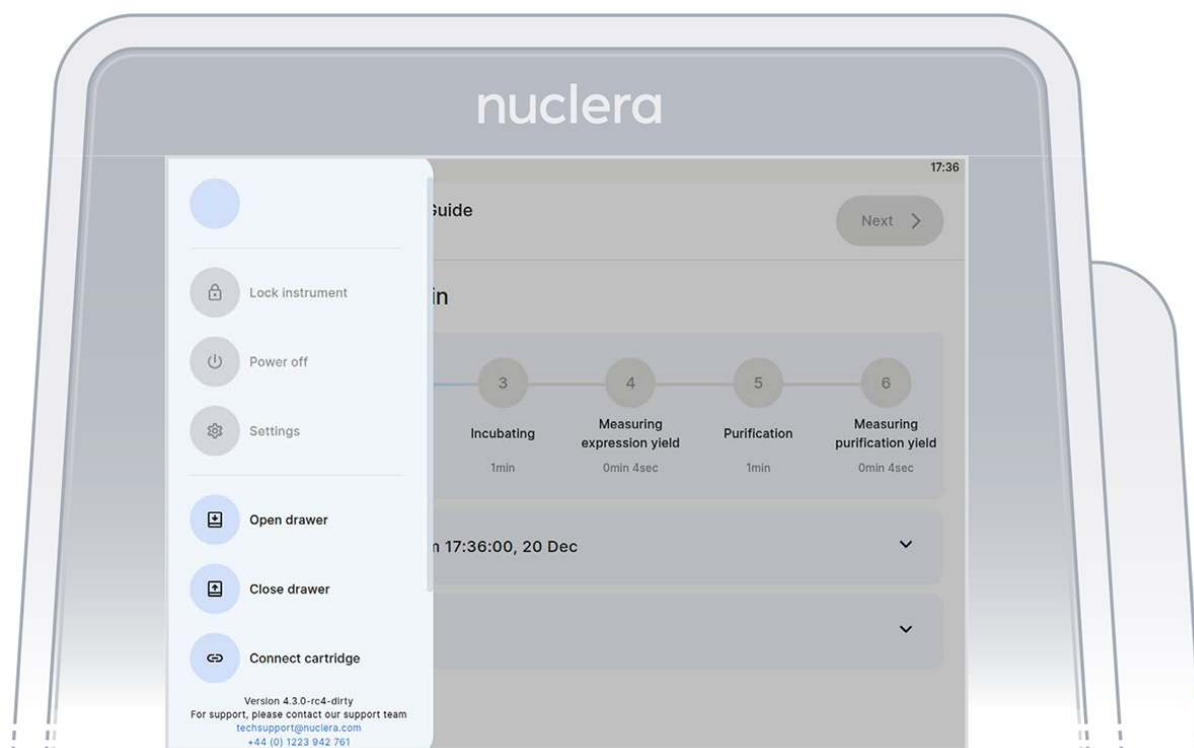 nuclera
17:36
Guide
Next
Lock instrument
in
Power off
3
4
5
6
Settings
Incubating
Measuring
expression yield
Purification
Measuring
purification yield
1min
0min 4sec
1min
0min 4sec
Open drawer
17:36:00, 20 Dec
Close drawer
Connect cartridge
Version 4.3.0-rc4-dirty
For support, please contact our support team
techsupport@nuclera.com
+44 (0) 1223 942 761